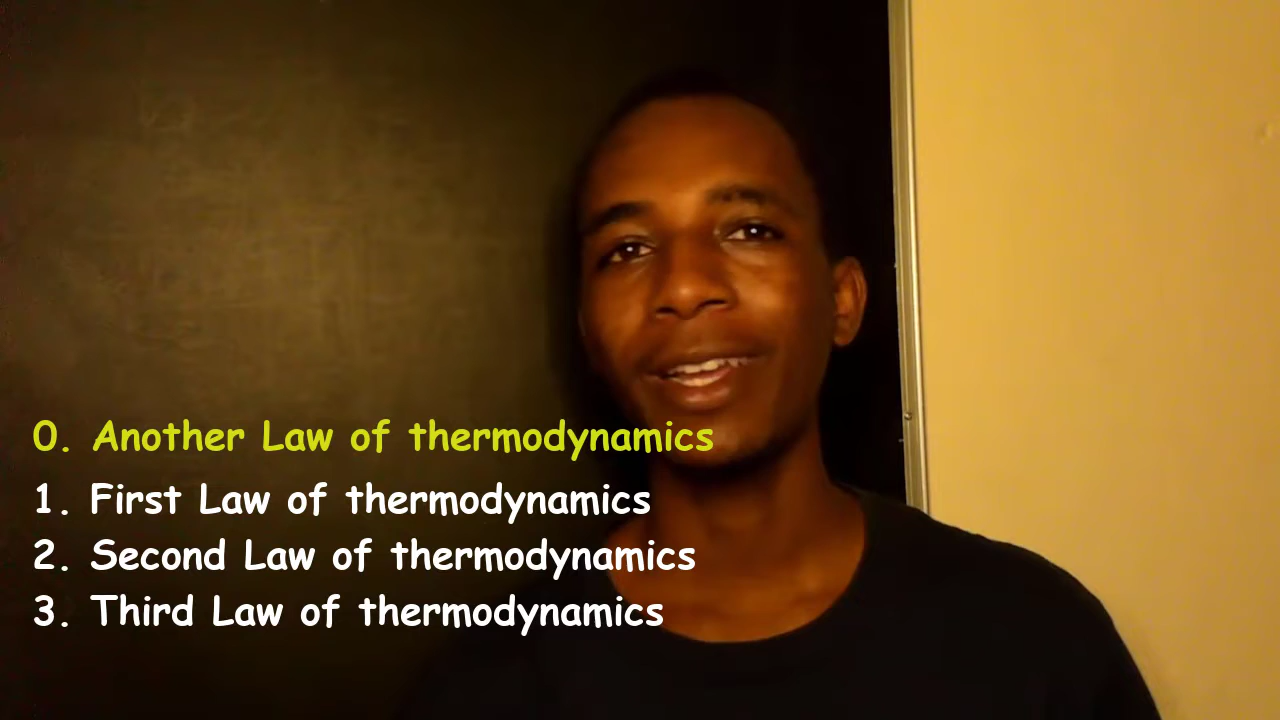 0. Another Law of thermodynamics
1. First Law of thermodynamics
2. Second Law of thermodynamics
3. Third Law of thermodynamics